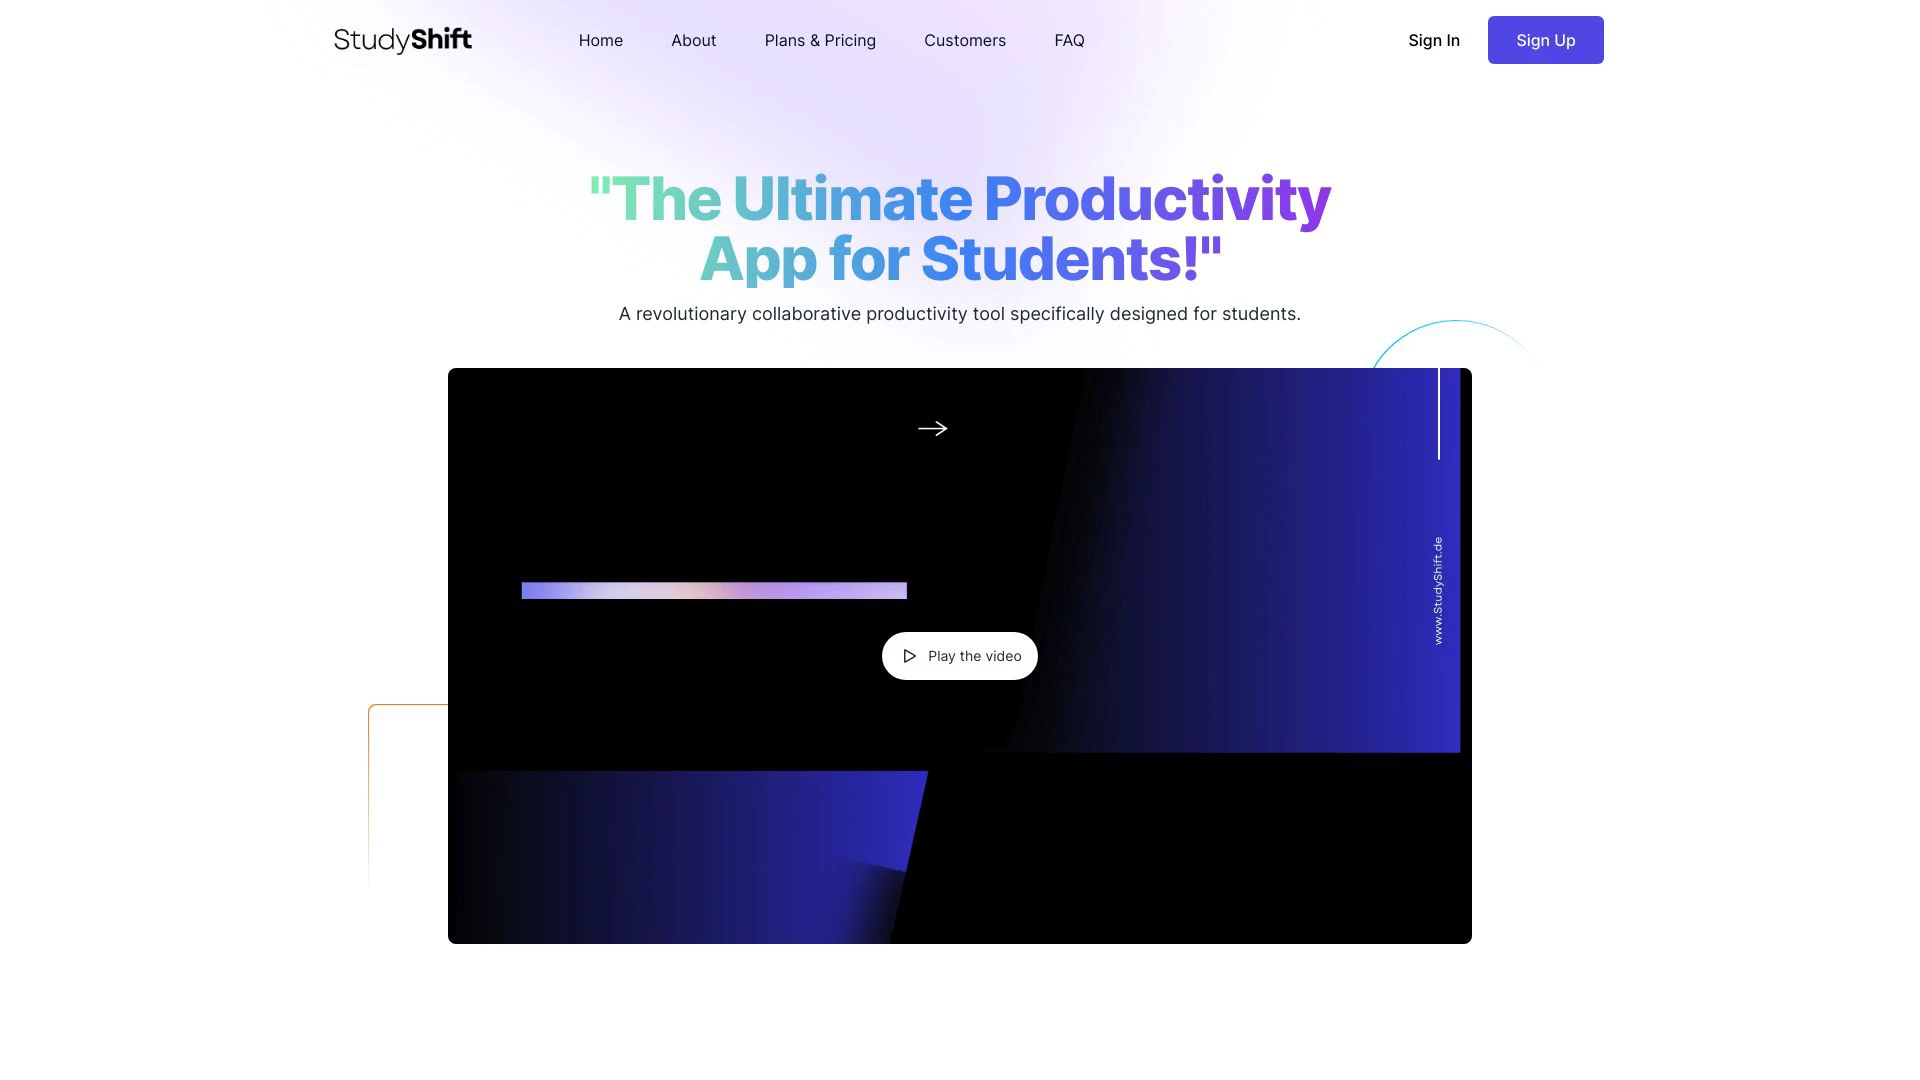 StudyShift
Home
About
Plans & Pricing
Customers
FAQ
Sign In
Sign Up
"The Ultimate Productivity
App for Students!"
A revolutionary collaborative productivity tool specifically designed for students.
www.StudyShift.de
Play the video